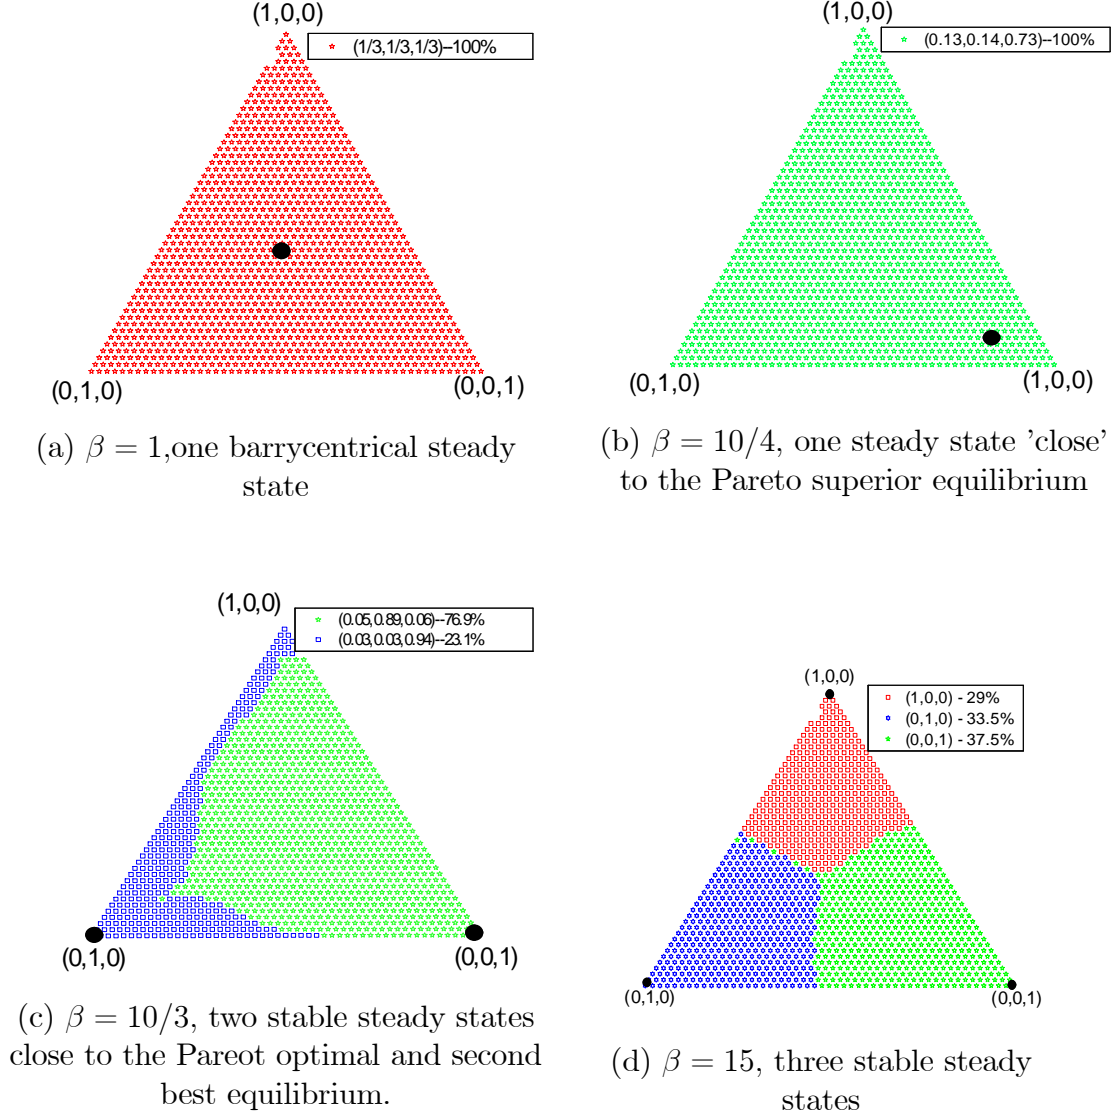 (1,0,0)
(1/3,1/3,1/3)--100%
(0,1,0)
(0,0,1)
(a) β = 1,one barrycentrical steady
state
(1,0,0)
(0.13,0.14,0.73)--100%
(0,1,0)
(1,0,0)
(b) β = 10/4, one steady state 'close'
to the Pareto superior equilibrium
(1,0,0)
(0.05,0.89,0.06)--76.9%
(0.03,0.03,0.94)--23.1%
(0,1,0)
(0,0,1)
(c) β = 10/3, two stable steady states
close to the Pareot optimal and second
best equilibrium.
(1,0,0)
(1,0,0) - 29%
(0,1,0) - 33.5%
(0,0,1) - 37.5%
(0,1,0)
(0,0,1)
(d) β = 15, three stable steady
states